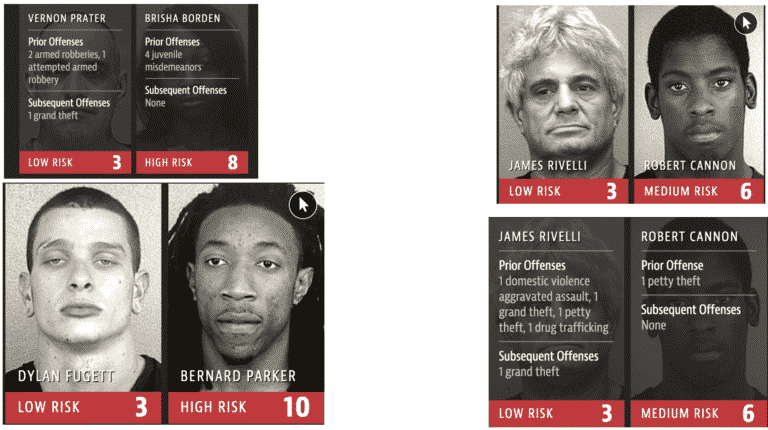 VERNON PRATER
Prior Offenses
2 armed robberies, 1
attempted armed
robbery
Subsequent Offenses
1 grand theft
LOW RISK 3
BRISHA BORDEN
Prior Offenses
4 juvenile
misdemeanors
Subsequent Offenses
None
HIGH RISK 8
JAMES RIVELLI
LOW RISK 3
ROBERT CANNON
MEDIUM RISK 6
DYLAN FUGETT
LOW RISK 3
BERNARD PARKER
HIGH RISK 10
JAMES RIVELLI
Prior Offenses
1 domestic violence
aggravated assault, 1
grand theft, 1 petty
theft, 1 drug trafficking
Subsequent Offenses
1 grand theft
LOW RISK 3
ROBERT CANNON
Prior Offense
1 petty theft
Subsequent Offenses
None
MEDIUM RISK 6